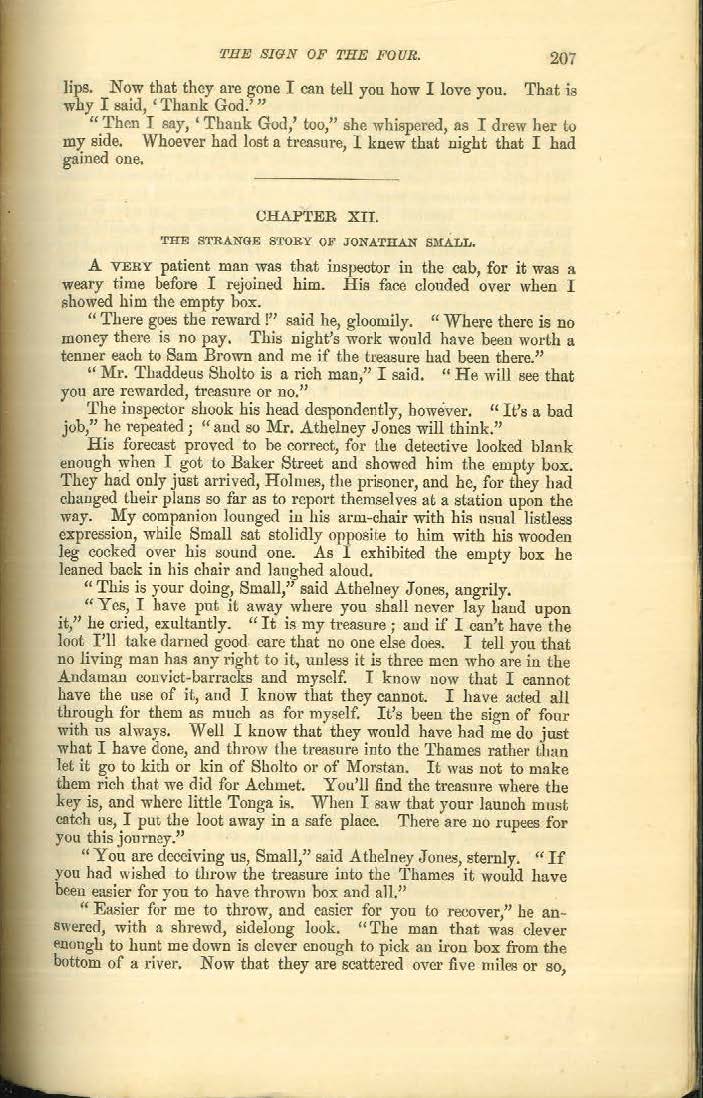 THE SIGN OF THE FOUR. 207
lips. Now that they are gone I can tell you how I love you. That is
why I said, ‘Thank God.’”
“Then I say, ‘Thank God,’ too,” she whispered, as I drew her to
my side. Whoever had lost a treasure, I knew that night that I had
gained one.
CHAPTER XII.
THE STRANGE STORY OF JONATHAN SMALL.
A VERY patient man was that inspector in the cab, for it was a
weary time before I rejoined him. His face clouded over when I
showed him the empty box.
“There goes the reward!” said he, gloomily. “Where there is no
money there is no pay. This night’s work would have been worth a
tenner each to Sam Brown and me if the treasure had been there.”
“Mr. Thaddeus Sholto is a rich man,” I said. “He will see that
you are rewarded, treasure or no.”
The inspector shook his head despondently, however. “It’s a bad
job,” he repeated; “and so Mr. Athelney Jones will think.”
His forecast proved to be correct, for the detective looked blank
enough when I got to Baker Street and showed him the empty box.
They had only just arrived, Holmes, the prisoner, and he, for they had
changed their plans so far as to report themselves at a station upon the
way. My companion lounged in his arm-chair with his usual listless
expression, while Small sat stolidly opposite to him with his wooden
leg cocked over his sound one. As I exhibited the empty box he
leaned back in his chair and laughed aloud.
“This is your doing, Small,” said Athelney Jones, angrily.
“Yes, I have put it away where you shall never lay hand upon
it,” he cried, exultantly. “It is my treasure; and if I can’t have the
loot I’ll take darned good care that no one else does. I tell you that
no living man has any right to it, unless it is three men who are in the
Andaman convict-barracks and myself. I know now that I cannot
have the use of it, and I know that they cannot. I have acted all
through for them as much as for myself. It’s been the sign of four
with us always. Well I know that they would have had me do just
what I have done, and throw the treasure into the Thames rather than
let it go to kith or kin of Sholto or of Morstan. It was not to make
them rich that we did for Achmet. You’ll find the treasure where the
key is, and where little Tonga is. When I saw that your launch must
catch us, I put the loot away in a safe place. There are no rupees for
you this journey.”
“You are deceiving us, Small,” said Athelney Jones, sternly. “If
you had wished to throw the treasure into the Thames it would have
been easier for you to have thrown box and all.”
“Easier for me to throw, and easier for you to recover,” he an-
swered, with a shrewd, sidelong look. “The man that was clever
enough to hunt me down is clever enough to pick an iron box from the
bottom of a river. Now that they are scattered over five miles or so,